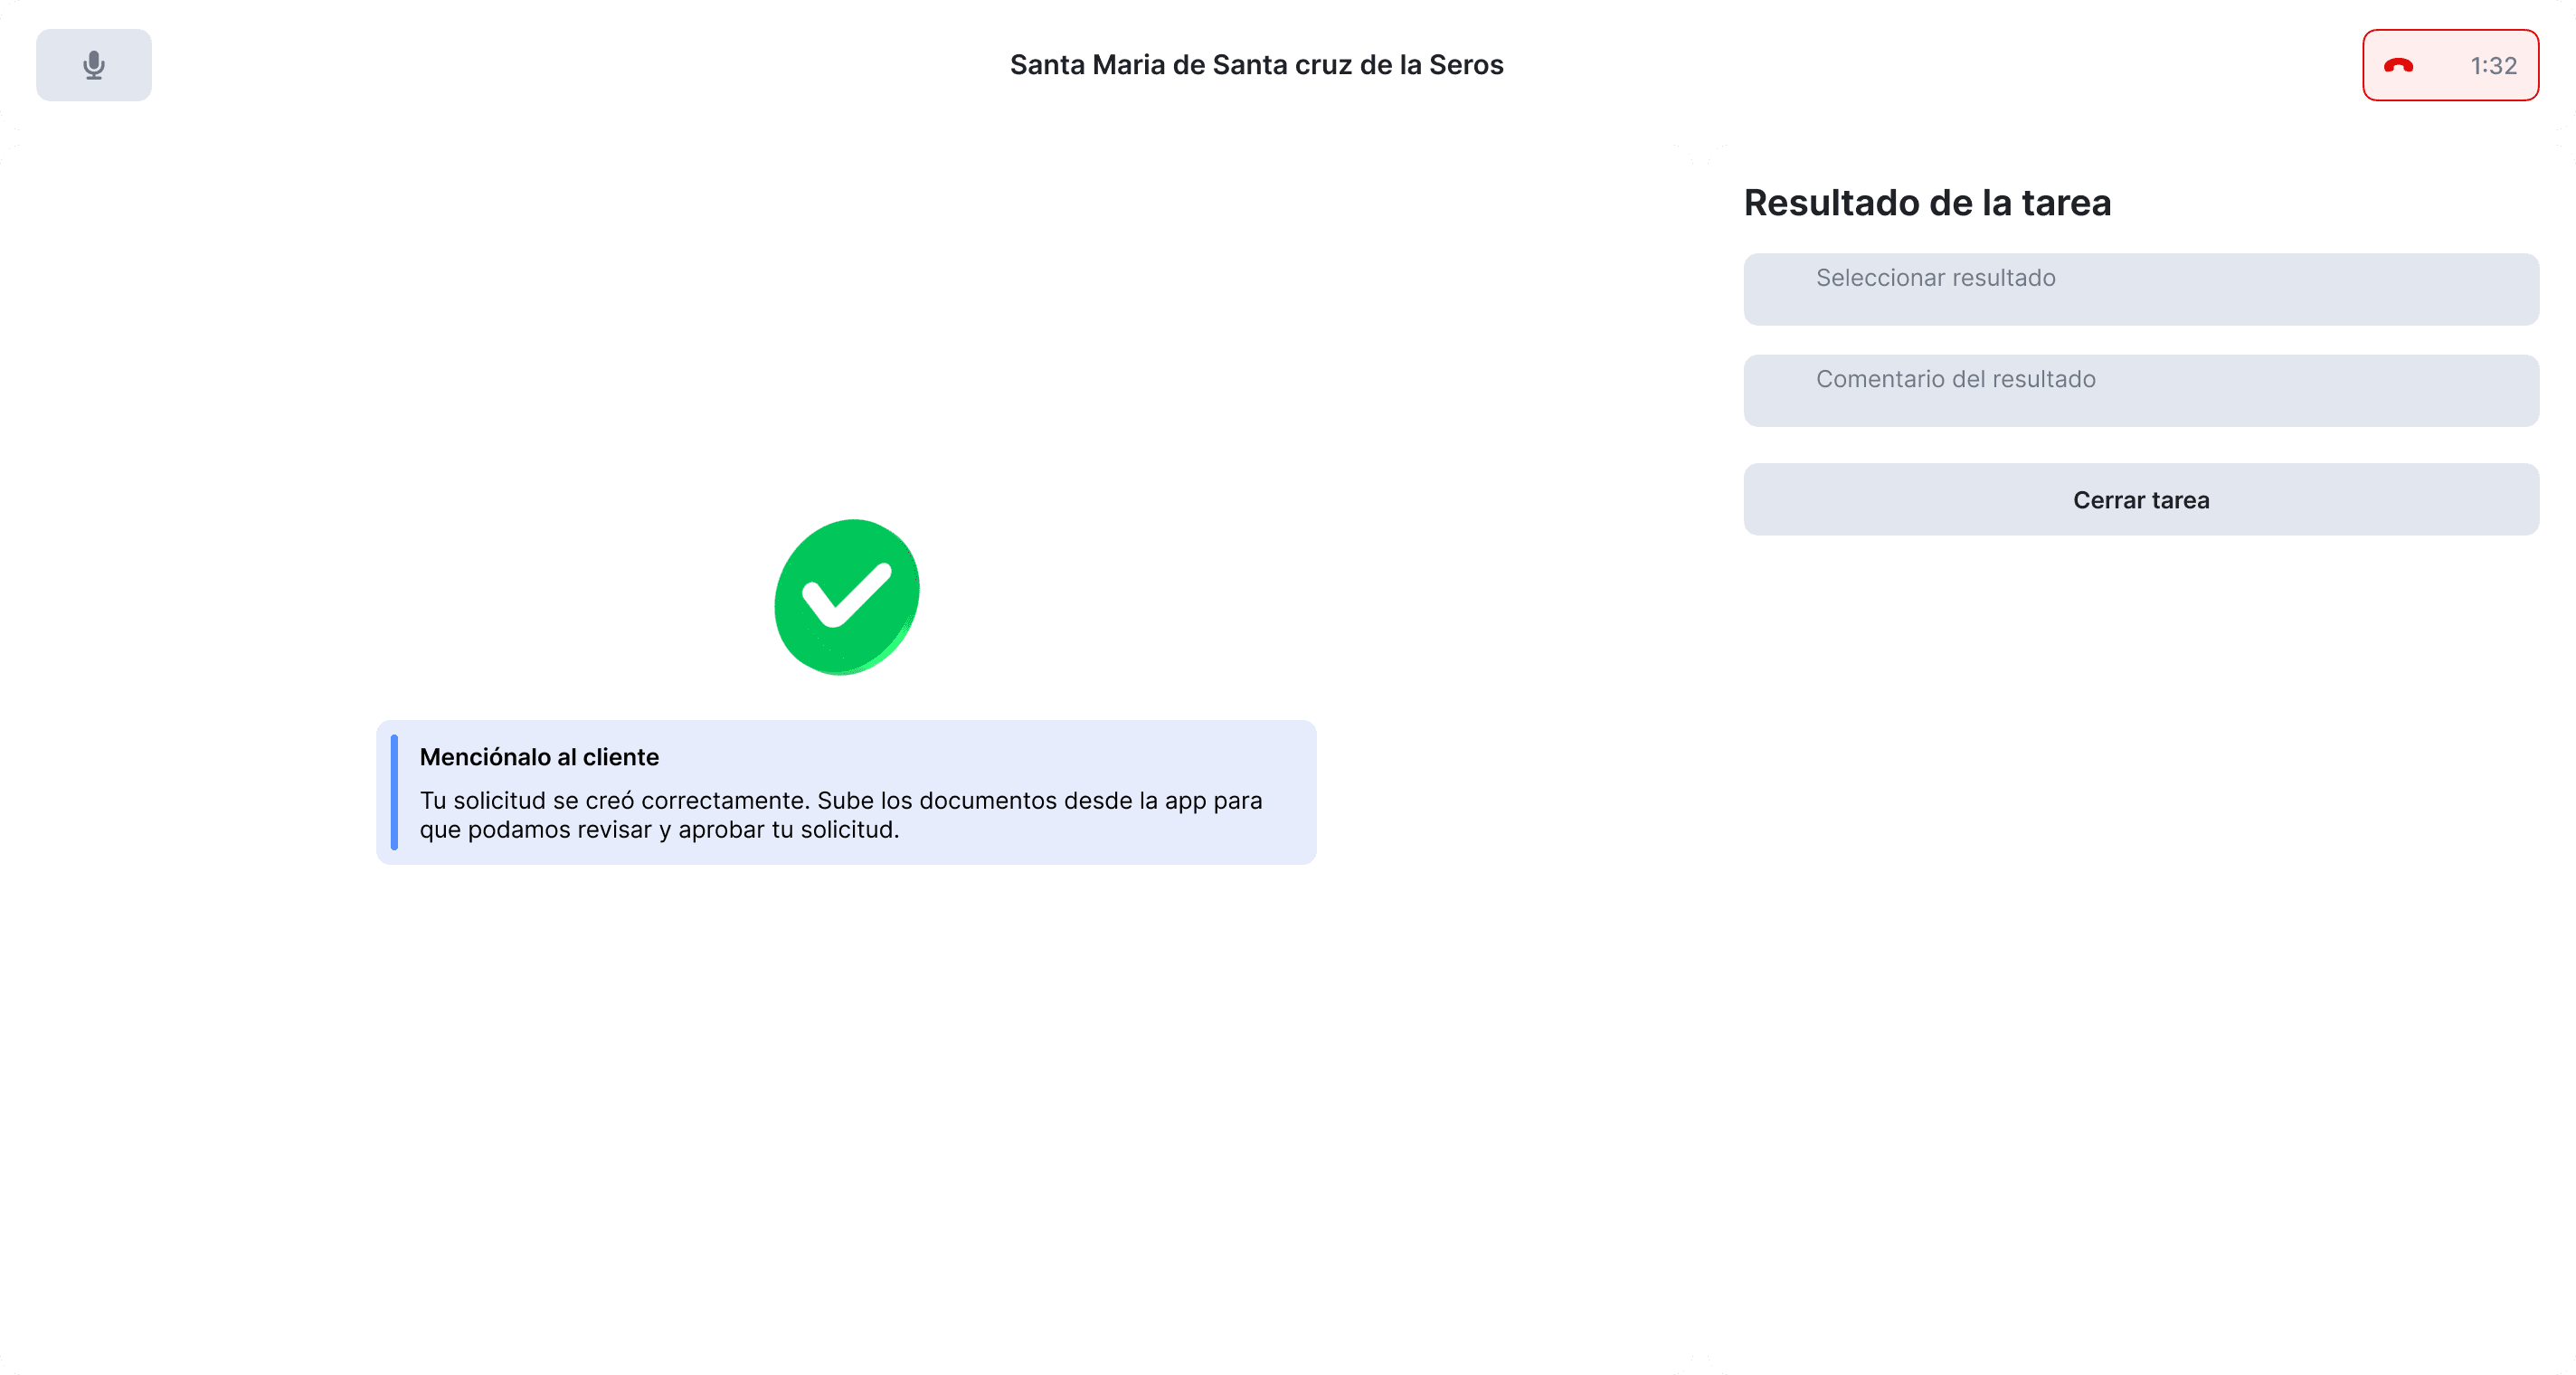 Santa Maria de Santa cruz de la Seros
1:32
Resultado de la tarea
Seleccionar resultado
Comentario del resultado
Cerrar tarea
Menciónalo al cliente
Tu solicitud se creó correctamente. Sube los documentos desde la app para
que podamos revisar y aprobar tu solicitud.